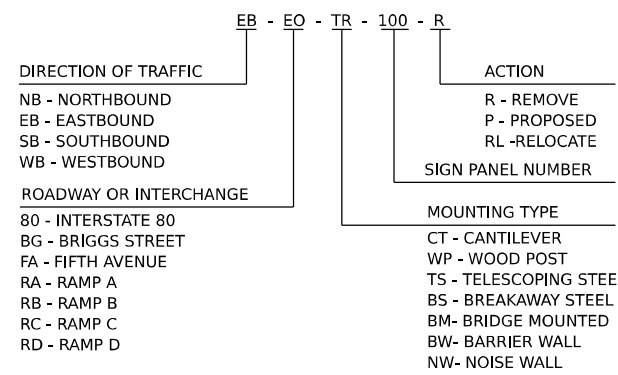 EB - EO - TR - 100 - R
DIRECTION OF TRAFFIC
NB - NORTHBOUND
EB - EASTBOUND
SB - SOUTHBOUND
WB - WESTBOUND
ROADWAY OR INTERCHANGE
80 - INTERSTATE 80
BG - BRIGGS STREET
FA - FIFTH AVENUE
RA - RAMP A
RB - RAMP B
RC - RAMP C
RD - RAMP D
ACTION
R - REMOVE
P - PROPOSED
RL -RELOCATE
SIGN PANEL NUMBER
MOUNTING TYPE
CT - CANTILEVER
WP - WOOD POST
TS - TELESCOPING STEE
BS - BREAKAWAY STEEL
BM- BRIDGE MOUNTED
BW- BARRIER WALL
NW- NOISE WALL